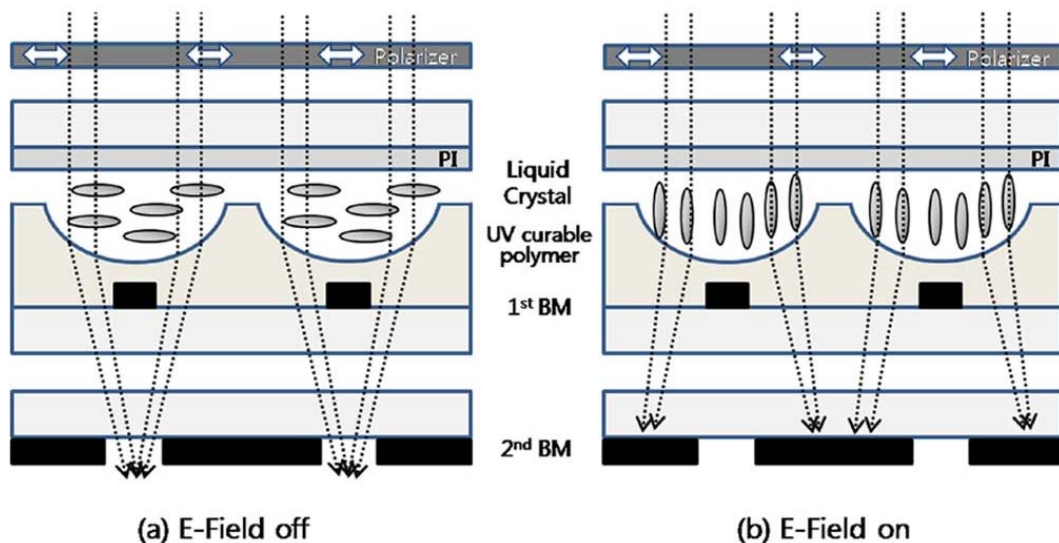 Polarizer
Polarizer
PI
PI
Liquid
Crystal
UV curable
polymer
1st BM
2nd BM
(a) E-Field off
(b) E-Field on